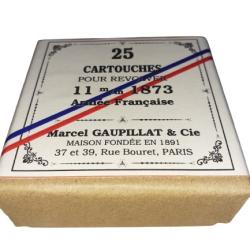 25
CARTOUCHES
POUR REVOLVER
11 mm 1873
Armée Française
Marcel GAUPILLAT & Cie
MAISON FONDÉE EN 1891
37 et 39, Rue Bouret, PARIS